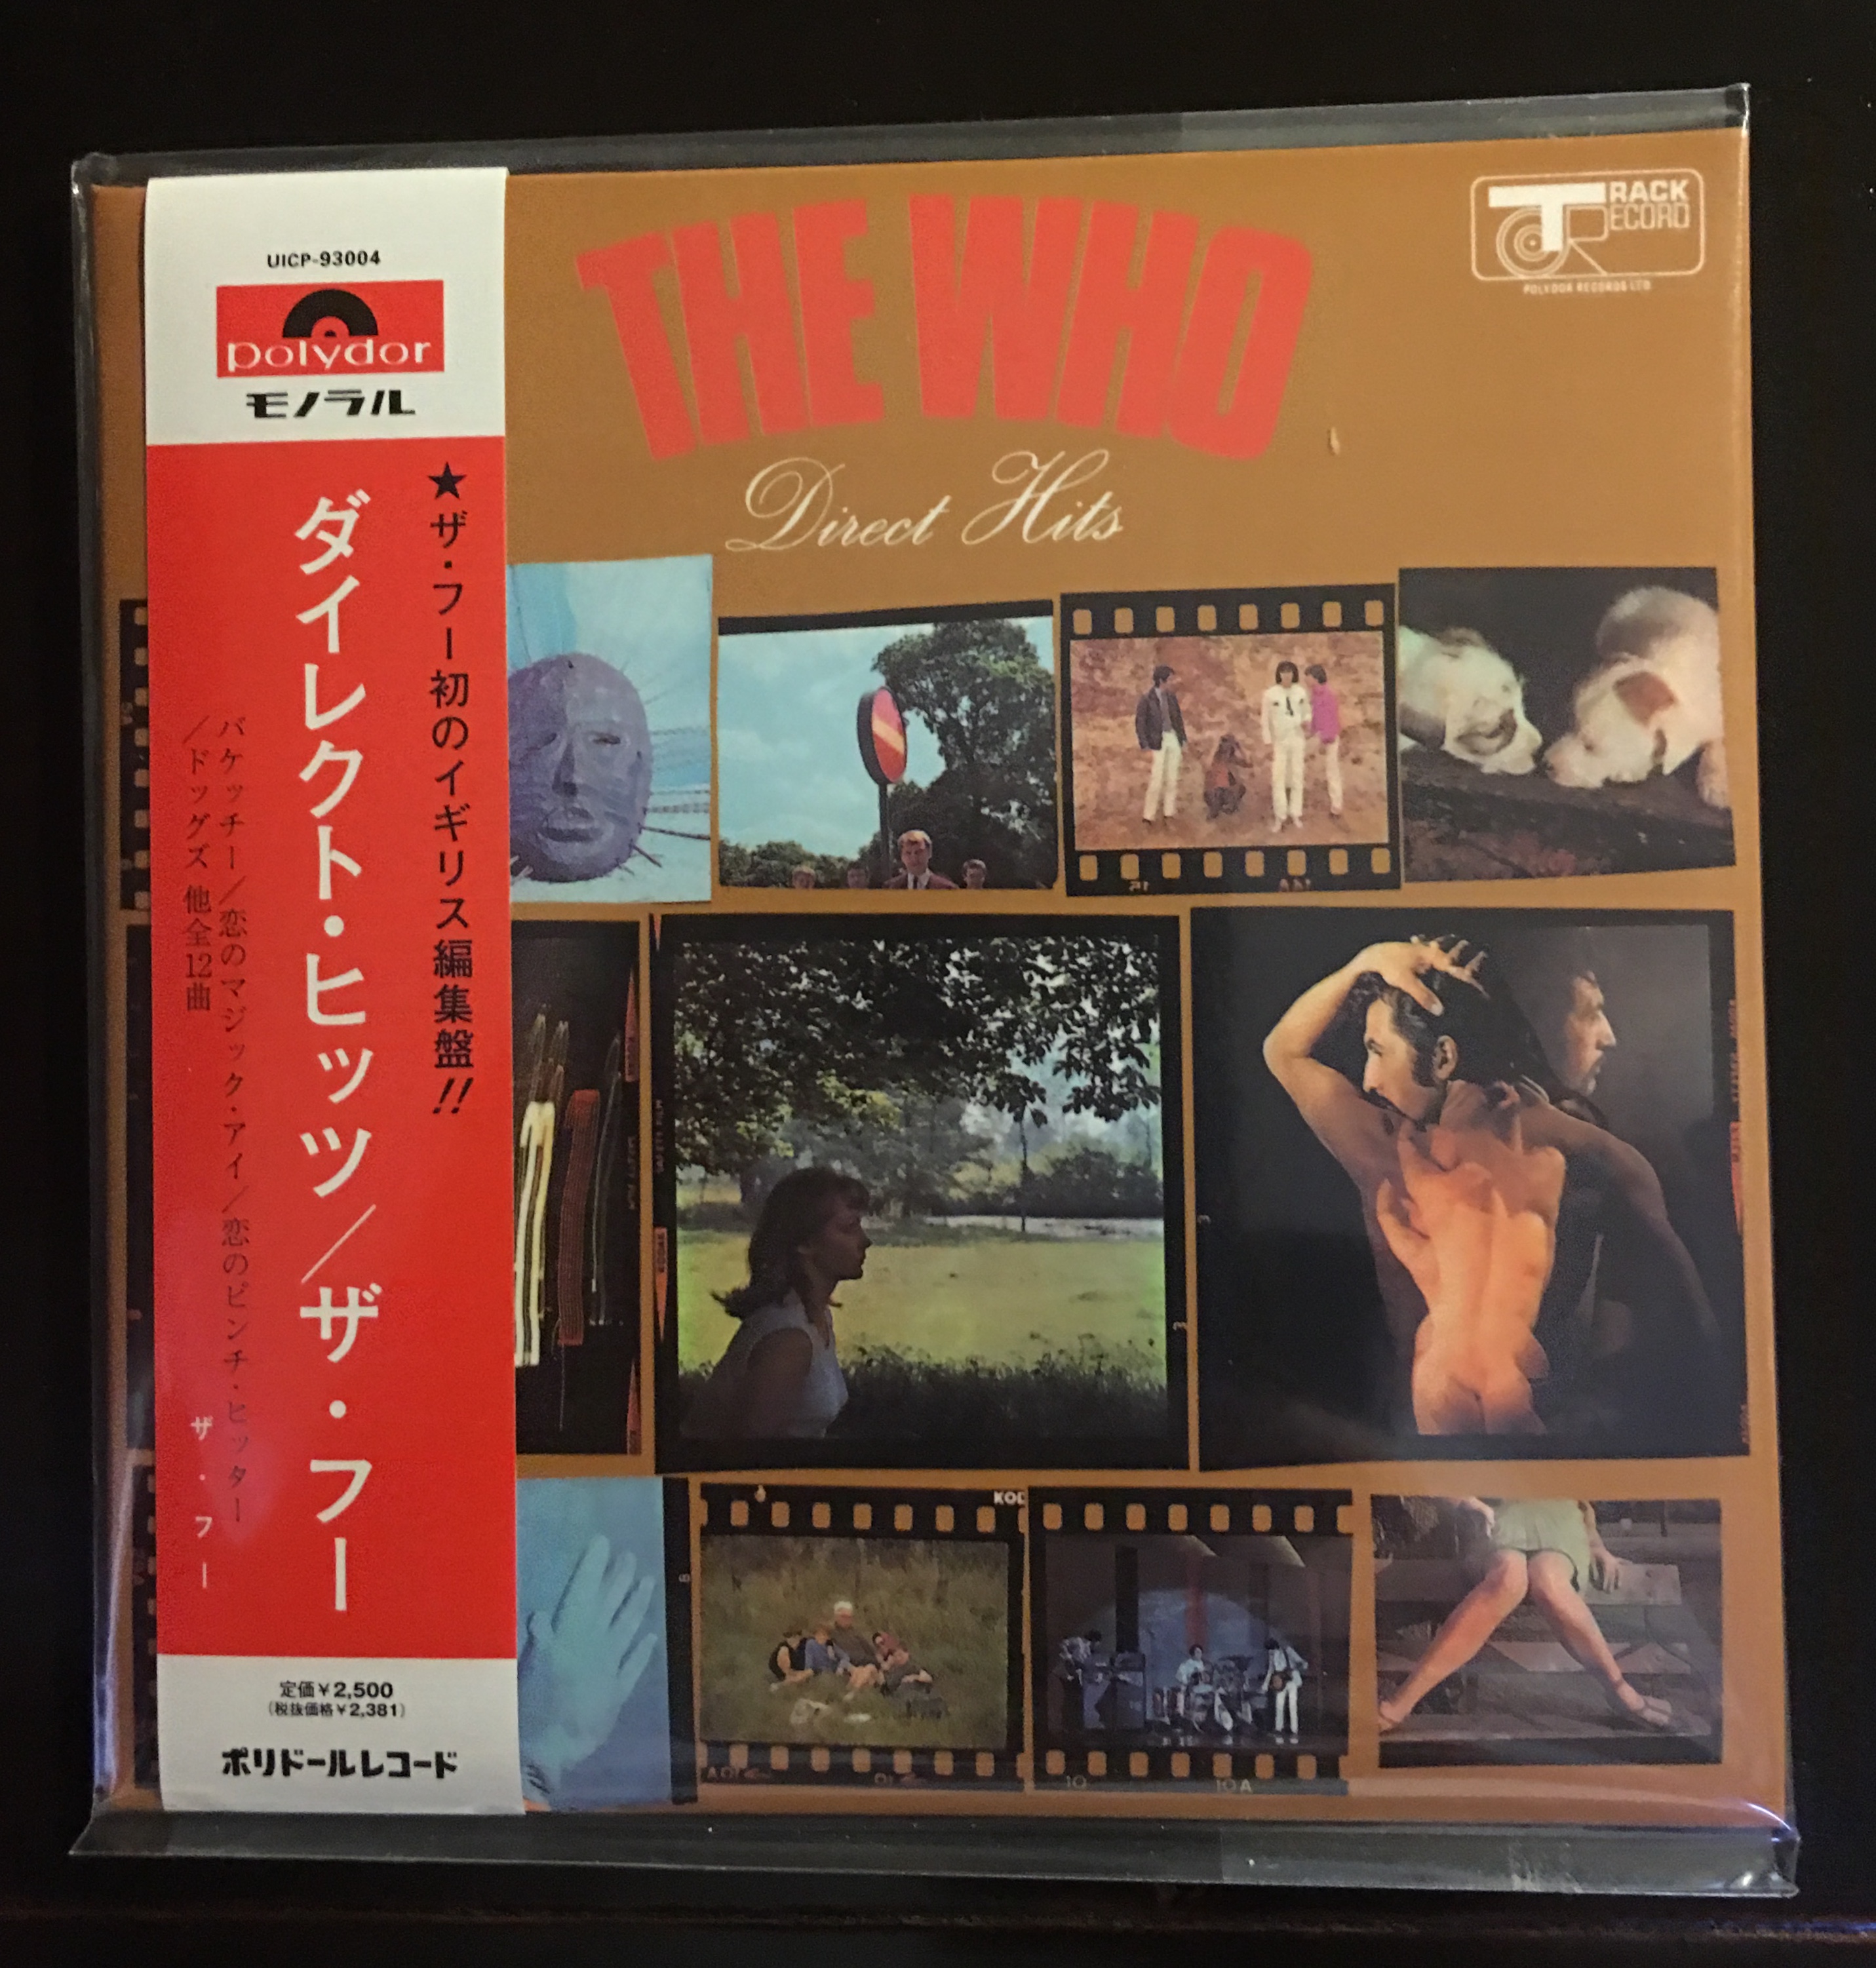 UICP-93004
polydor
モノラル
★ザ・フー初のイギリス編集盤!!
ダイレクト・ヒッツ/ザ・フー
バケッチー/恋のマジック・アイ/恋のピンチ・ヒッター
/ドッグズ 他全12曲
ザ・フー
定価¥2,500
(税抜価格¥2,381)
ポリドールレコード
THE WHO
Direct Hits
TRACK
RECORD
POLYDOR RECORDS LTD
KOD
10
10A